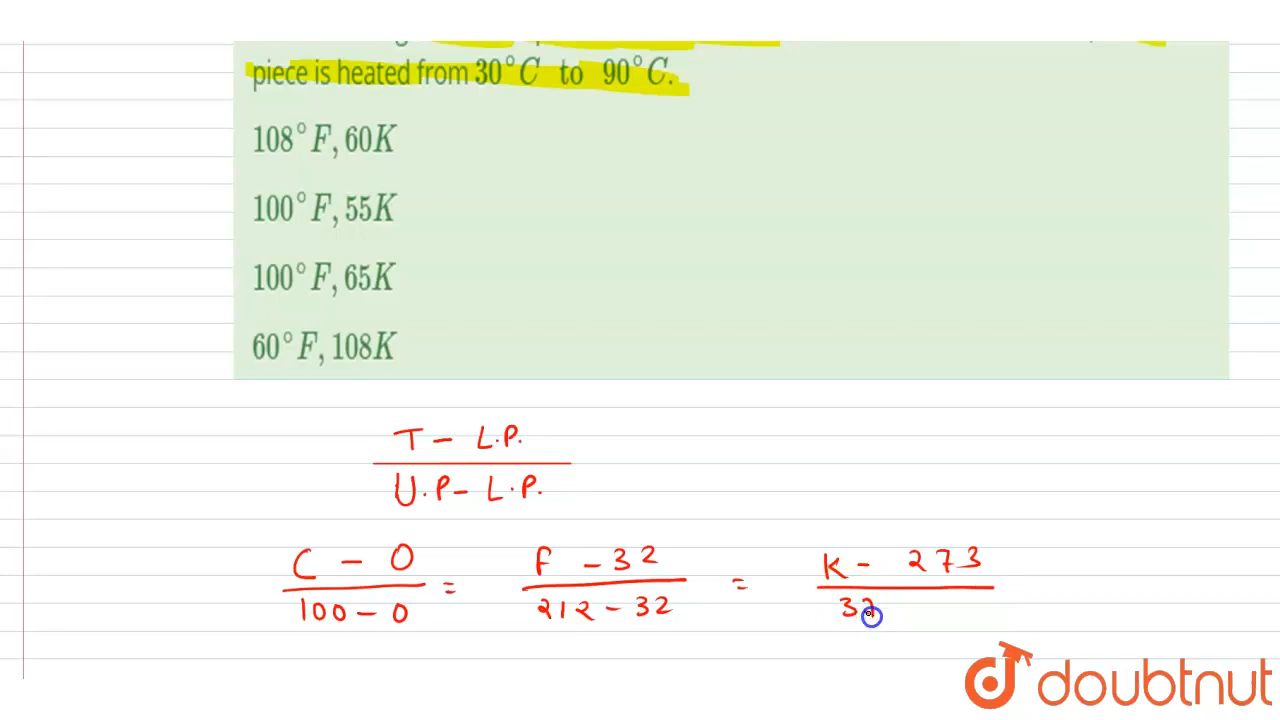 piece is heated from 30°C to 90°C.
108°F, 60K
100°F, 55K
100°F, 65K
60°F, 108K
T - L.P.
U.P - L.P.
C - 0 F - 32 K - 273
= =
100 - 0 212 - 32 37
doubtnut